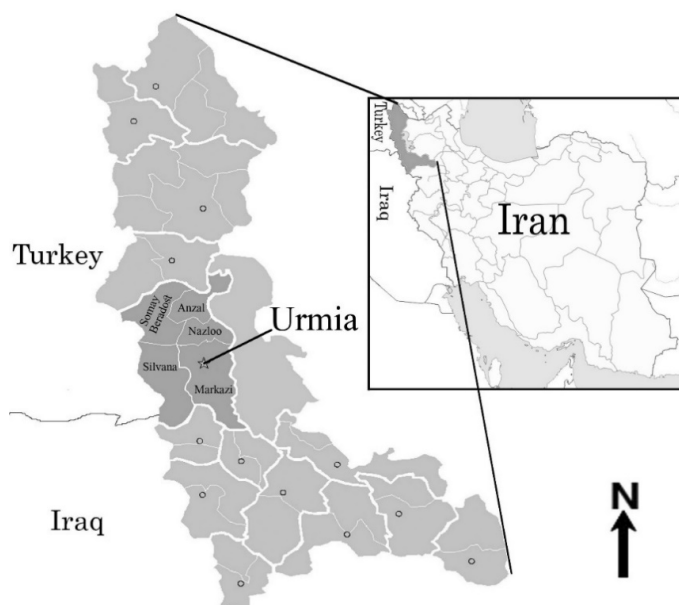 Turkey
Iraq
Iran
Turkey
Somay
Beradost
Anzal
Urmia
Nazloo
Silvana
Markazi
Iraq
N